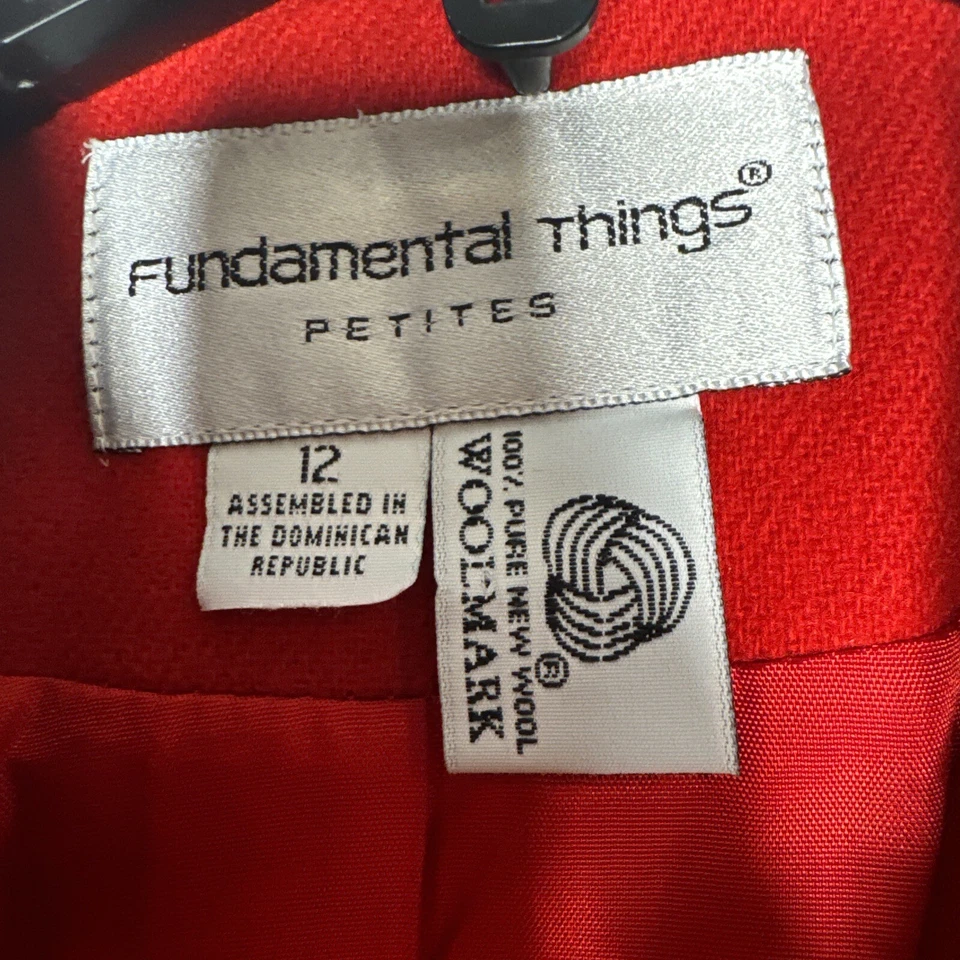 Fundamental Things®
PETITES
12
ASSEMBLED IN
THE DOMINICAN
REPUBLIC
100% PURE NEW WOOL
WOOLMARK
®